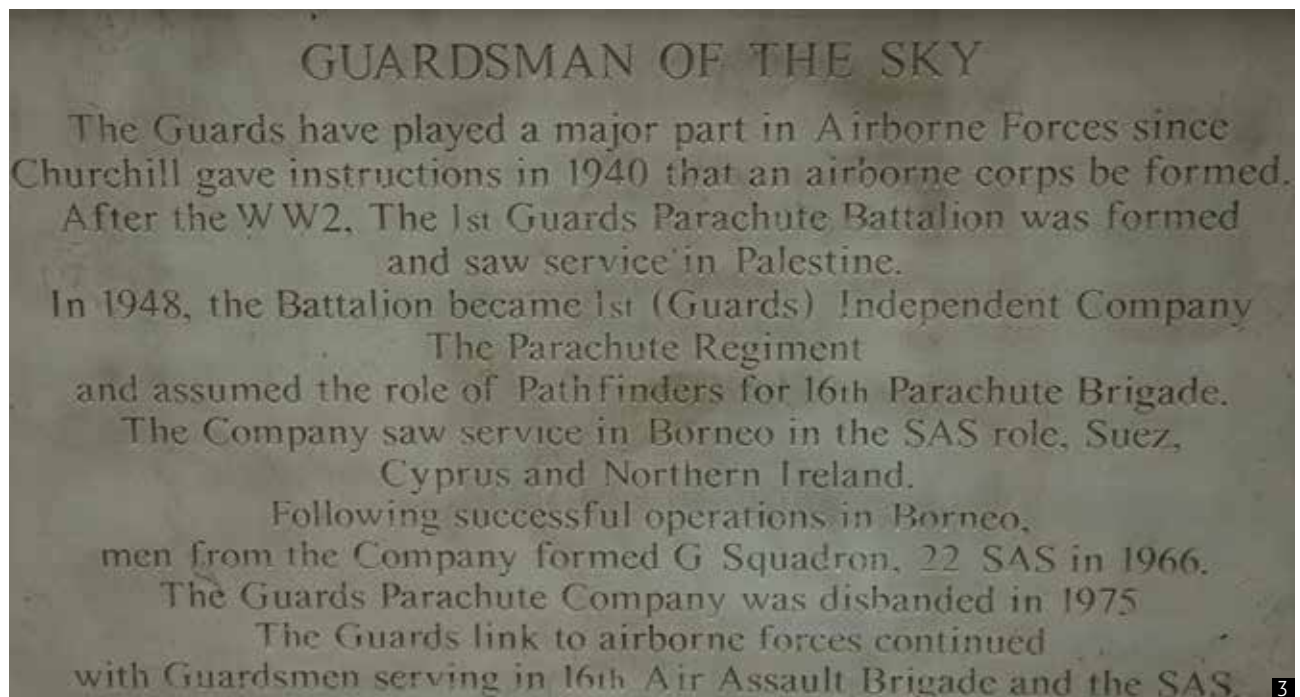 GUARDSMAN OF THE SKY
The Guards have played a major part in Airborne Forces since
Churchill gave instructions in 1940 that an airborne corps be formed.
After the WW2, The 1st Guards Parachute Battalion was formed
and saw service in Palestine.
In 1948, the Battalion became 1st (Guards) Independent Company
The Parachute Regiment
and assumed the role of Pathfinders for 16th Parachute Brigade.
The Company saw service in Borneo in the SAS role, Suez,
Cyprus and Northern Ireland.
Following successful operations in Borneo,
men from the Company formed G Squadron, 22 SAS in 1966.
The Guards Parachute Company was disbanded in 1975
The Guards link to airborne forces continued
with Guardsmen serving in 16th Air Assault Brigade and the SAS
3